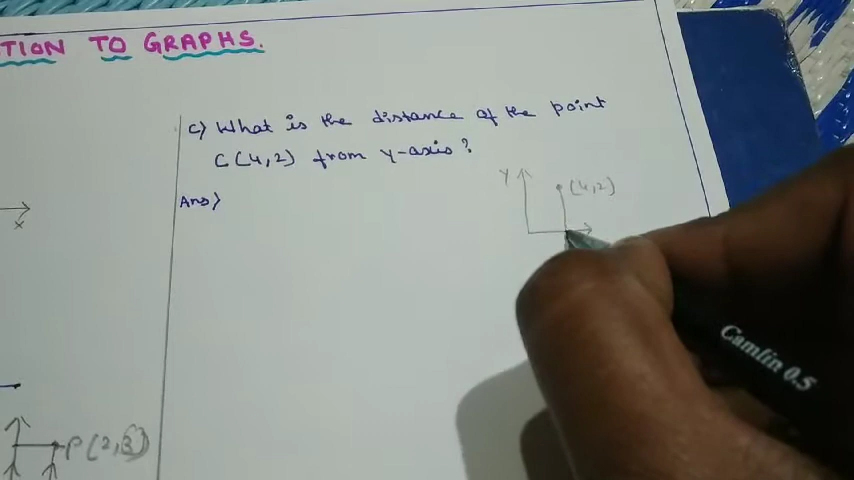 TION TO GRAPHS.
c) What is the distance of the point
C(4,2) from y-axis?
Y
(4,2)
Ans)
X
P(2,3)
Camlin 0.5